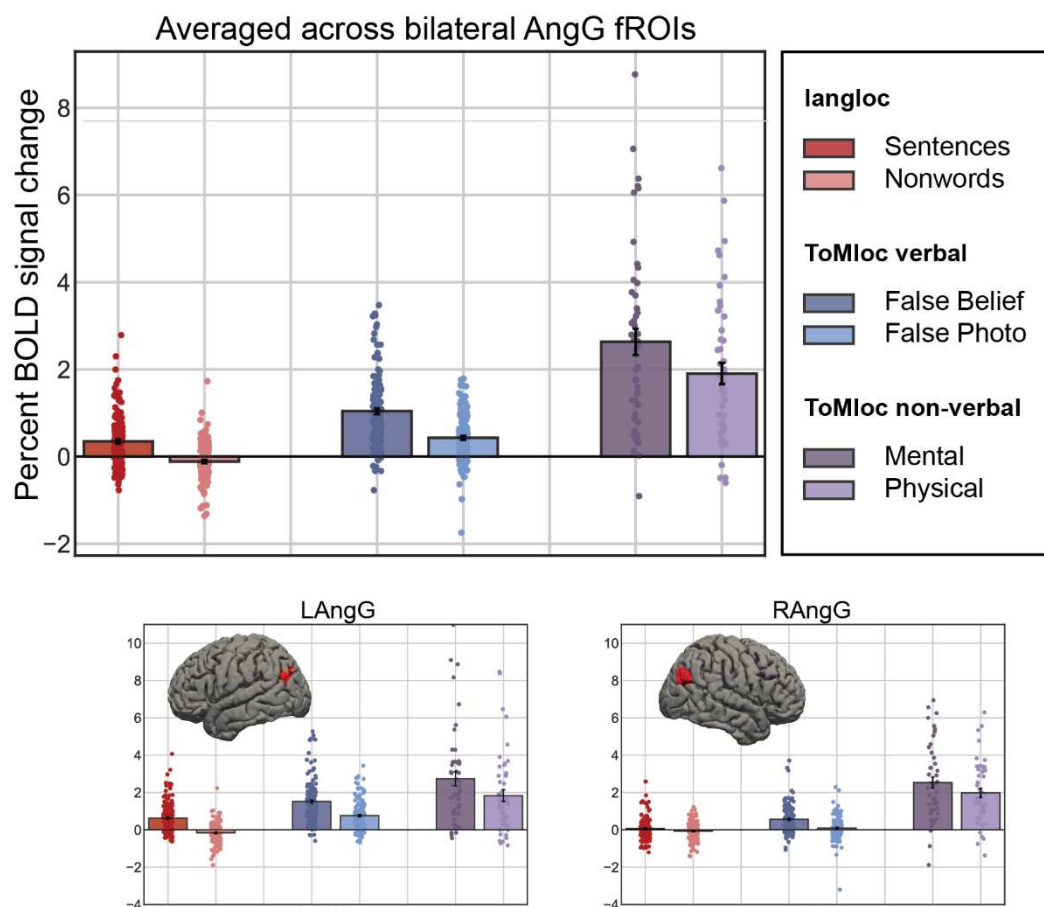 Averaged across bilateral AngG fROIs
Percent BOLD signal change
8
6
4
2
0
−2
langloc
Sentences
Nonwords
ToMloc verbal
False Belief
False Photo
ToMloc non-verbal
Mental
Physical
LAngG
10
8
6
4
2
0
−2
−4
RAngG
10
8
6
4
2
0
−2
−4